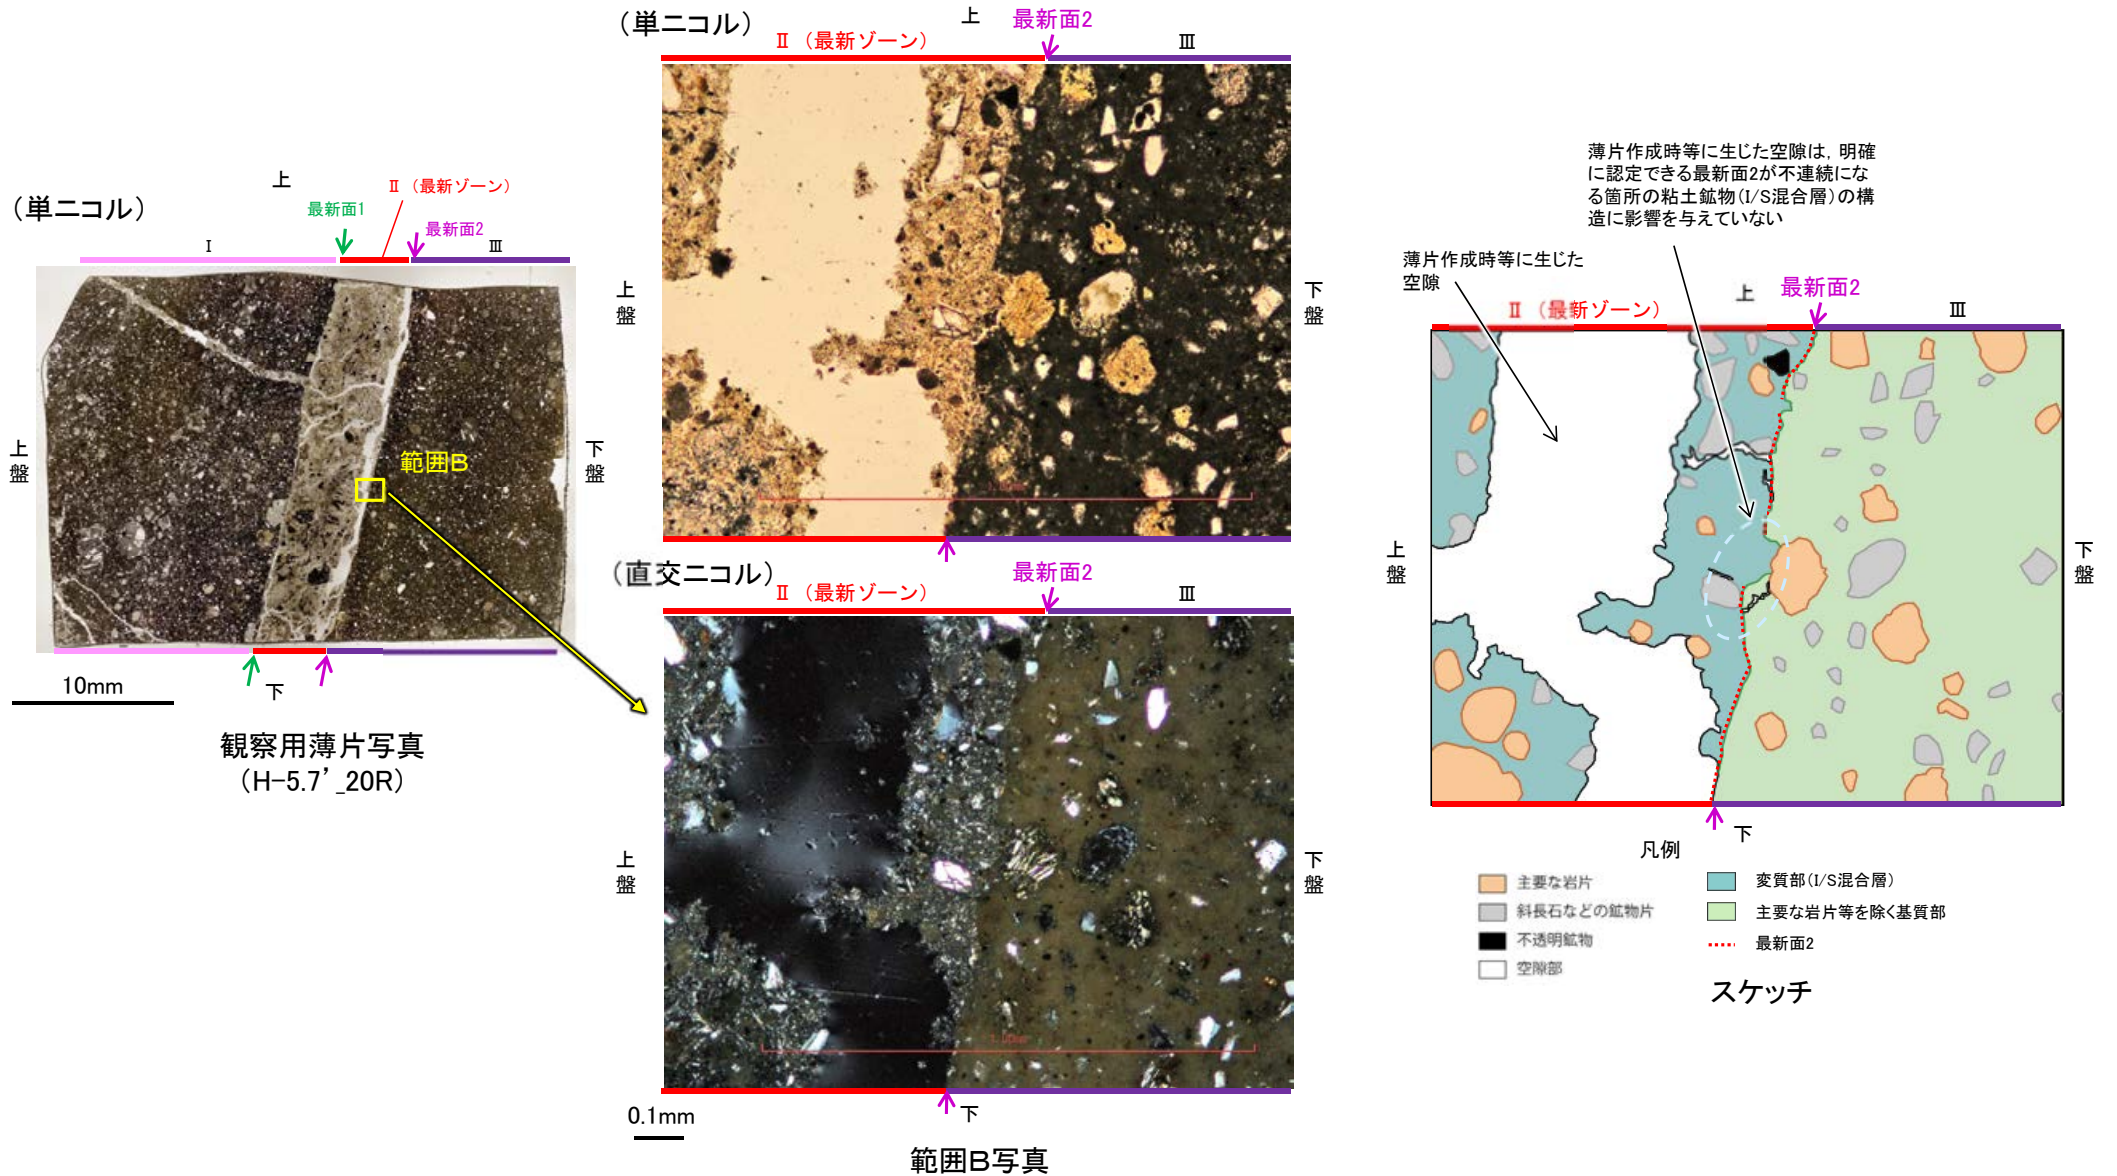 (単ニコル)
上
Ⅱ (最新ゾーン)
最新面1
最新面2
Ⅰ
Ⅲ
上盤
下盤
範囲B
下
10mm
観察用薄片写真
(H-5.7’_20R)
(単ニコル)
上
最新面2
Ⅱ (最新ゾーン)
Ⅲ
上盤
下盤
(直交ニコル)
最新面2
Ⅱ (最新ゾーン)
Ⅲ
上盤
下盤
1.00mm
下
0.1mm
範囲B写真
薄片作成時等に生じた空隙は,明確
に認定できる最新面2が不連続にな
る箇所の粘土鉱物(I/S混合層)の構
造に影響を与えていない
薄片作成時等に生じた
空隙
上
最新面2
Ⅱ (最新ゾーン)
Ⅲ
上盤
下盤
下
凡例
主要な岩片
斜長石などの鉱物片
不透明鉱物
空隙部
変質部(I/S混合層)
主要な岩片等を除く基質部
最新面2
スケッチ